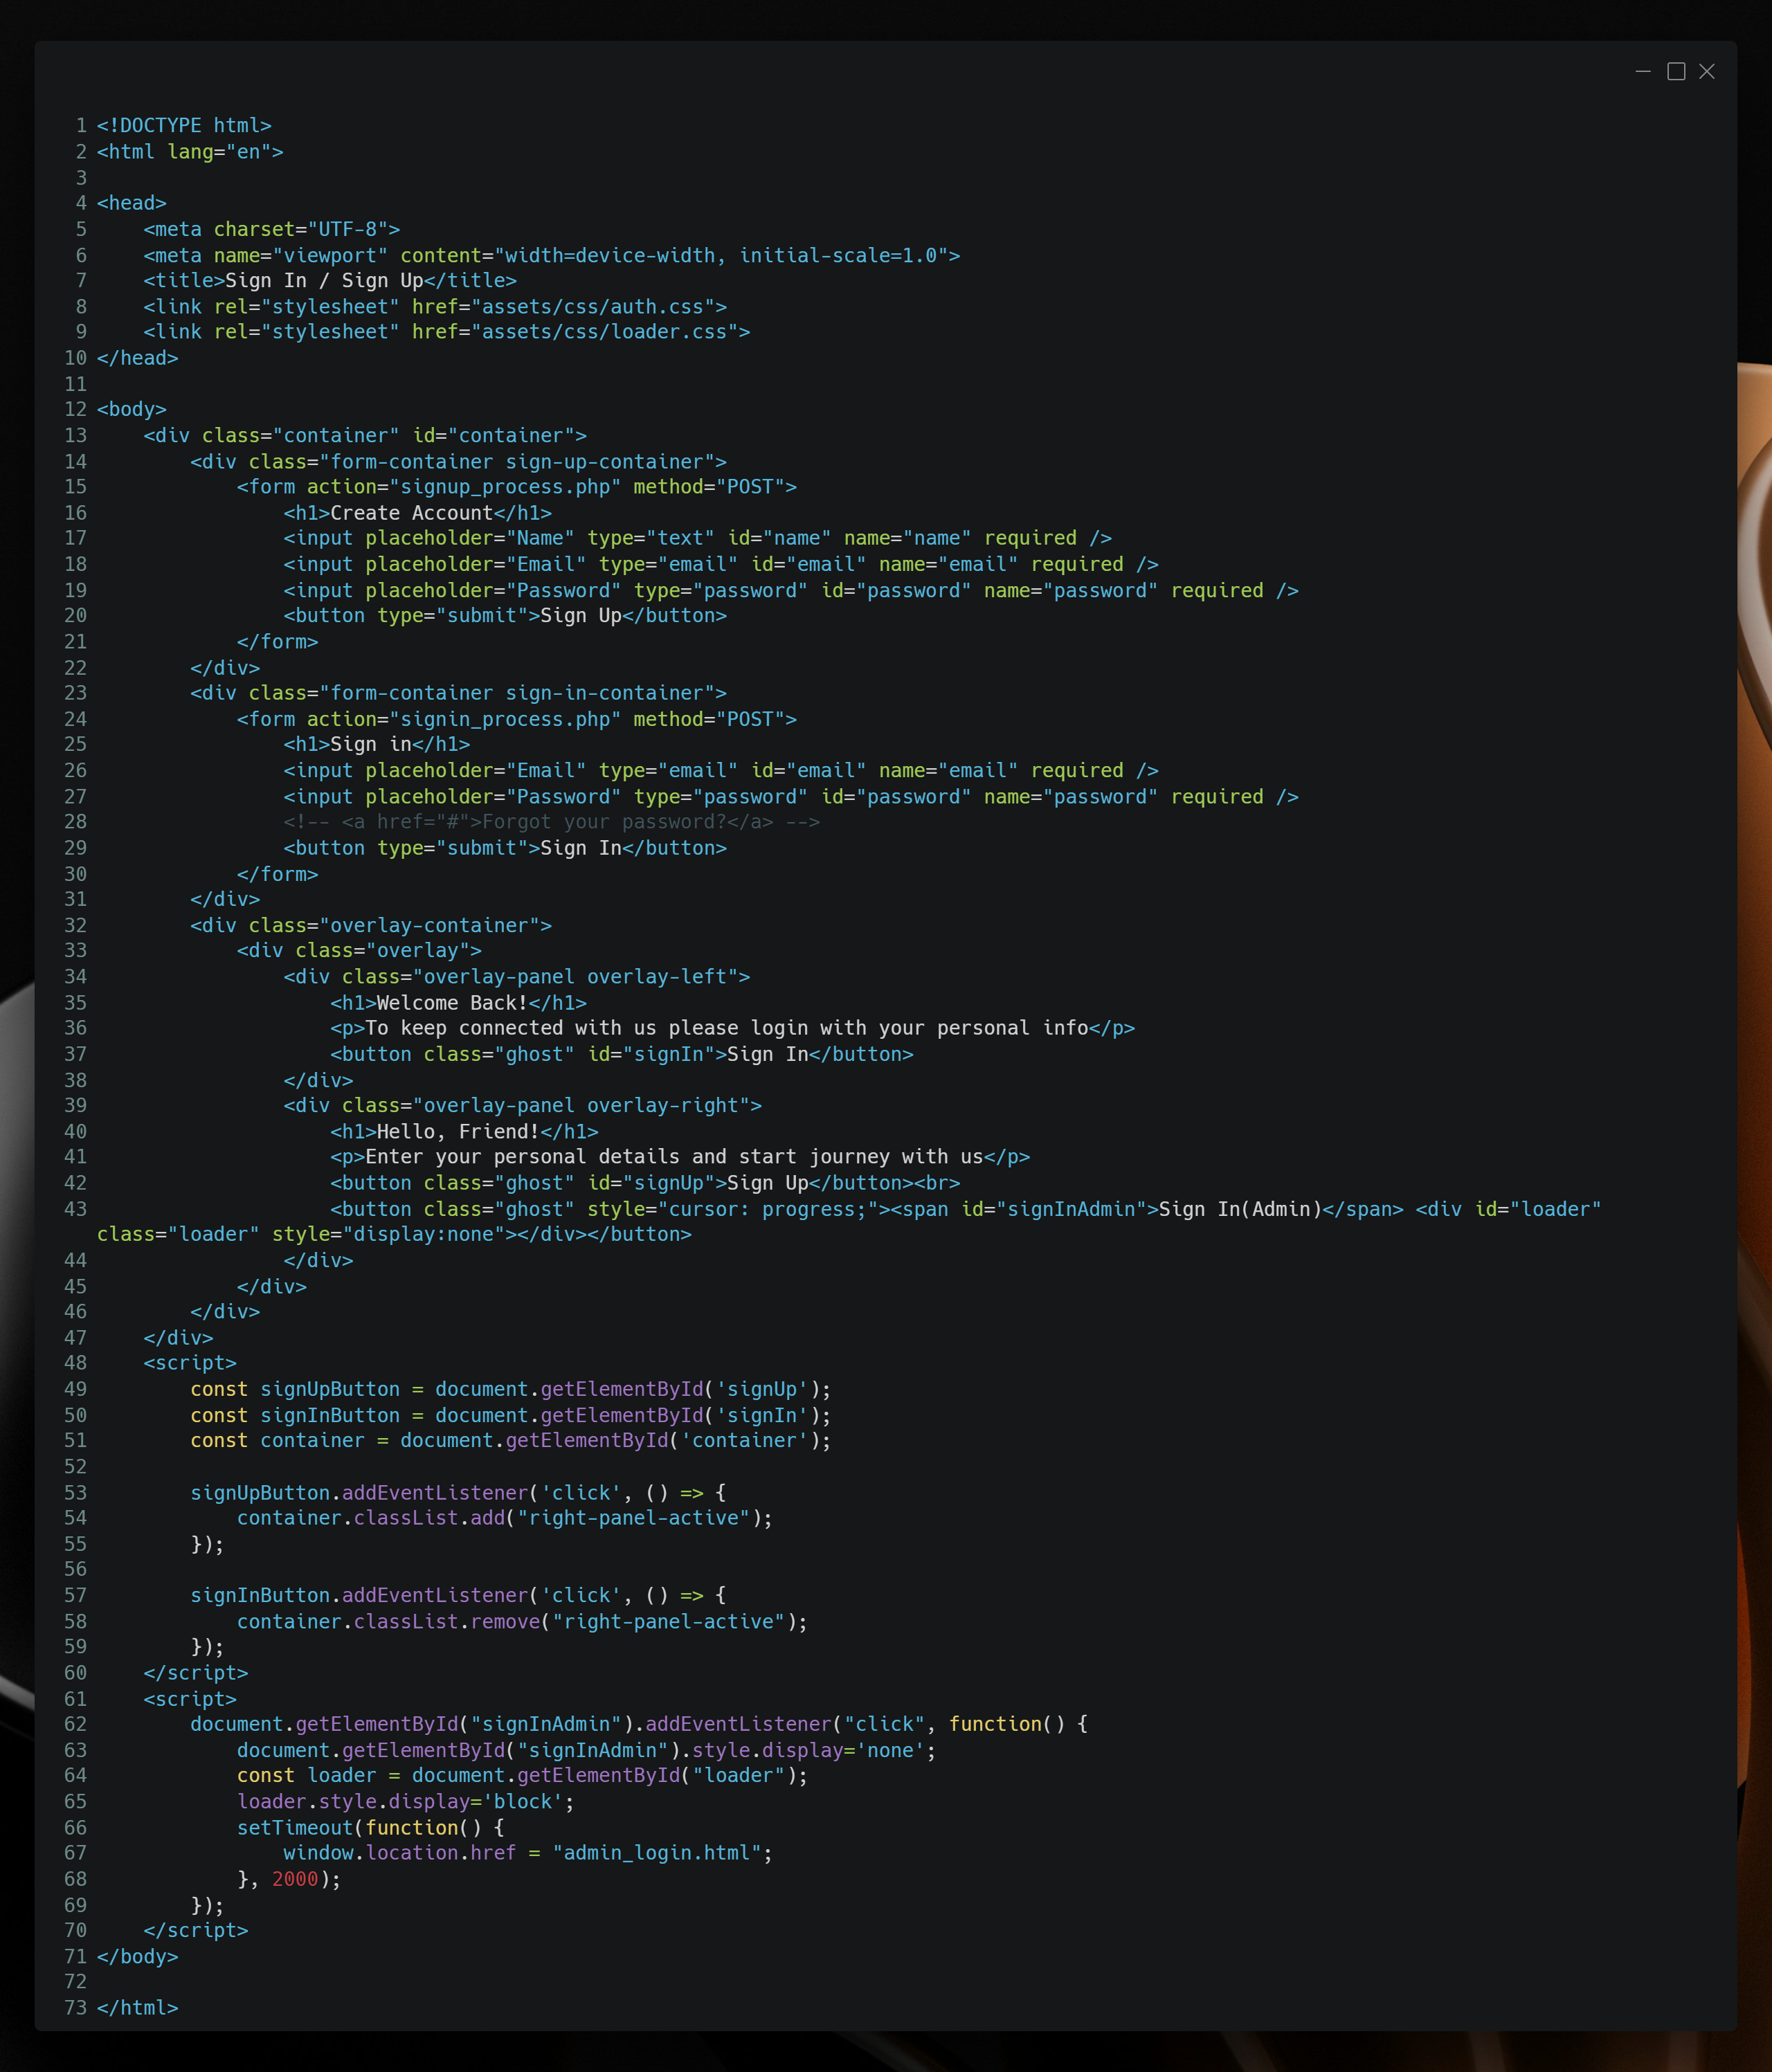 1 <!DOCTYPE html>
2 <html lang="en">
3
4 <head>
5     <meta charset="UTF-8">
6     <meta name="viewport" content="width=device-width, initial-scale=1.0">
7     <title>Sign In / Sign Up</title>
8     <link rel="stylesheet" href="assets/css/auth.css">
9     <link rel="stylesheet" href="assets/css/loader.css">
10 </head>
11
12 <body>
13     <div class="container" id="container">
14         <div class="form-container sign-up-container">
15             <form action="signup_process.php" method="POST">
16                 <h1>Create Account</h1>
17                 <input placeholder="Name" type="text" id="name" name="name" required />
18                 <input placeholder="Email" type="email" id="email" name="email" required />
19                 <input placeholder="Password" type="password" id="password" name="password" required />
20                 <button type="submit">Sign Up</button>
21             </form>
22         </div>
23         <div class="form-container sign-in-container">
24             <form action="signin_process.php" method="POST">
25                 <h1>Sign in</h1>
26                 <input placeholder="Email" type="email" id="email" name="email" required />
27                 <input placeholder="Password" type="password" id="password" name="password" required />
28                 <!-- <a href="#">Forgot your password?</a> -->
29                 <button type="submit">Sign In</button>
30             </form>
31         </div>
32         <div class="overlay-container">
33             <div class="overlay">
34                 <div class="overlay-panel overlay-left">
35                     <h1>Welcome Back!</h1>
36                     <p>To keep connected with us please login with your personal info</p>
37                     <button class="ghost" id="signIn">Sign In</button>
38                 </div>
39                 <div class="overlay-panel overlay-right">
40                     <h1>Hello, Friend!</h1>
41                     <p>Enter your personal details and start journey with us</p>
42                     <button class="ghost" id="signUp">Sign Up</button><br>
43                     <button class="ghost" style="cursor: progress;"><span id="signInAdmin">Sign In(Admin)</span> <div id="loader"
class="loader" style="display:none"></div></button>
44                 </div>
45             </div>
46         </div>
47     </div>
48     <script>
49         const signUpButton = document.getElementById('signUp');
50         const signInButton = document.getElementById('signIn');
51         const container = document.getElementById('container');
52
53         signUpButton.addEventListener('click', () => {
54             container.classList.add("right-panel-active");
55         });
56
57         signInButton.addEventListener('click', () => {
58             container.classList.remove("right-panel-active");
59         });
60     </script>
61     <script>
62         document.getElementById("signInAdmin").addEventListener("click", function() {
63             document.getElementById("signInAdmin").style.display='none';
64             const loader = document.getElementById("loader");
65             loader.style.display='block';
66             setTimeout(function() {
67                 window.location.href = "admin_login.html";
68             }, 2000);
69         });
70     </script>
71 </body>
72
73 </html>